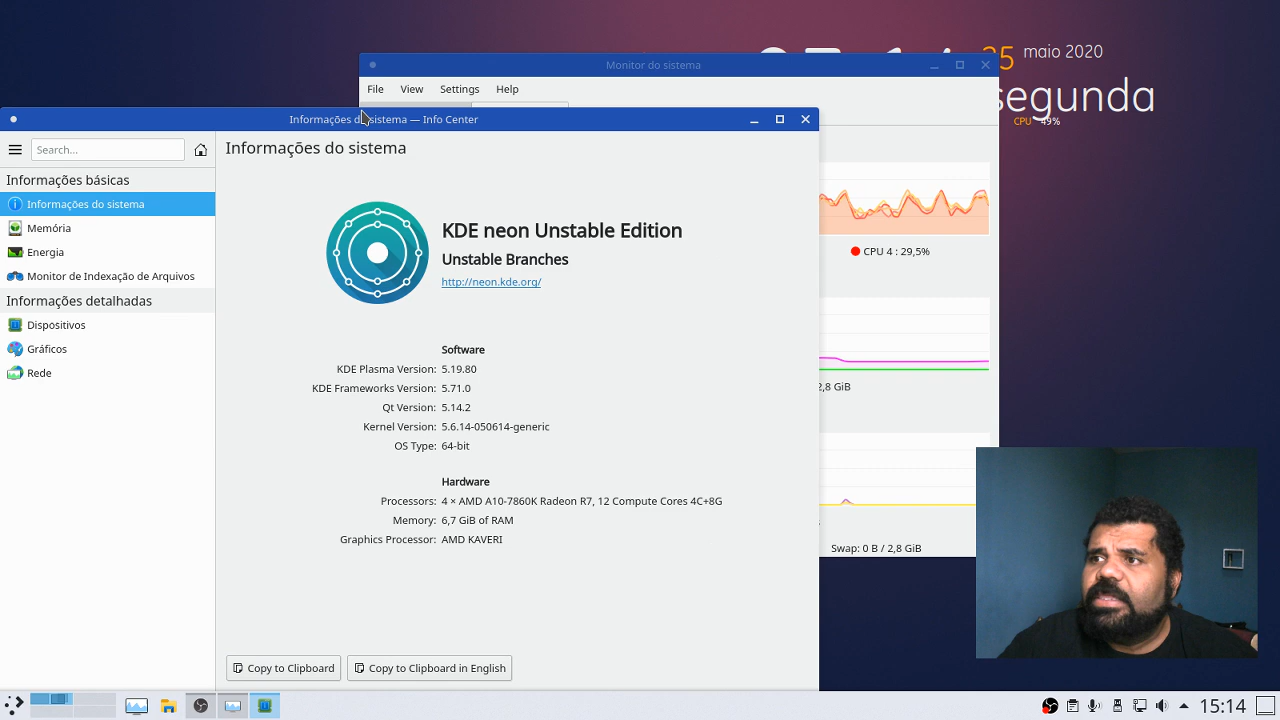 25 maio 2020
segunda
CPU 49%
Monitor do sistema
File View Settings Help
Informações do sistema — Info Center
Search...
Informações básicas
Informações do sistema
Memória
Energia
Monitor de Indexação de Arquivos
Informações detalhadas
Dispositivos
Gráficos
Rede
Informações do sistema
KDE neon Unstable Edition
Unstable Branches
http://neon.kde.org/
Software
KDE Plasma Version: 5.19.80
KDE Frameworks Version: 5.71.0
Qt Version: 5.14.2
Kernel Version: 5.6.14-050614-generic
OS Type: 64-bit
Hardware
Processors: 4 × AMD A10-7860K Radeon R7, 12 Compute Cores 4C+8G
Memory: 6,7 GiB of RAM
Graphics Processor: AMD KAVERI
Copy to Clipboard
Copy to Clipboard in English
CPU 4 : 29,5%
2,8 GiB
Swap: 0 B / 2,8 GiB
15:14